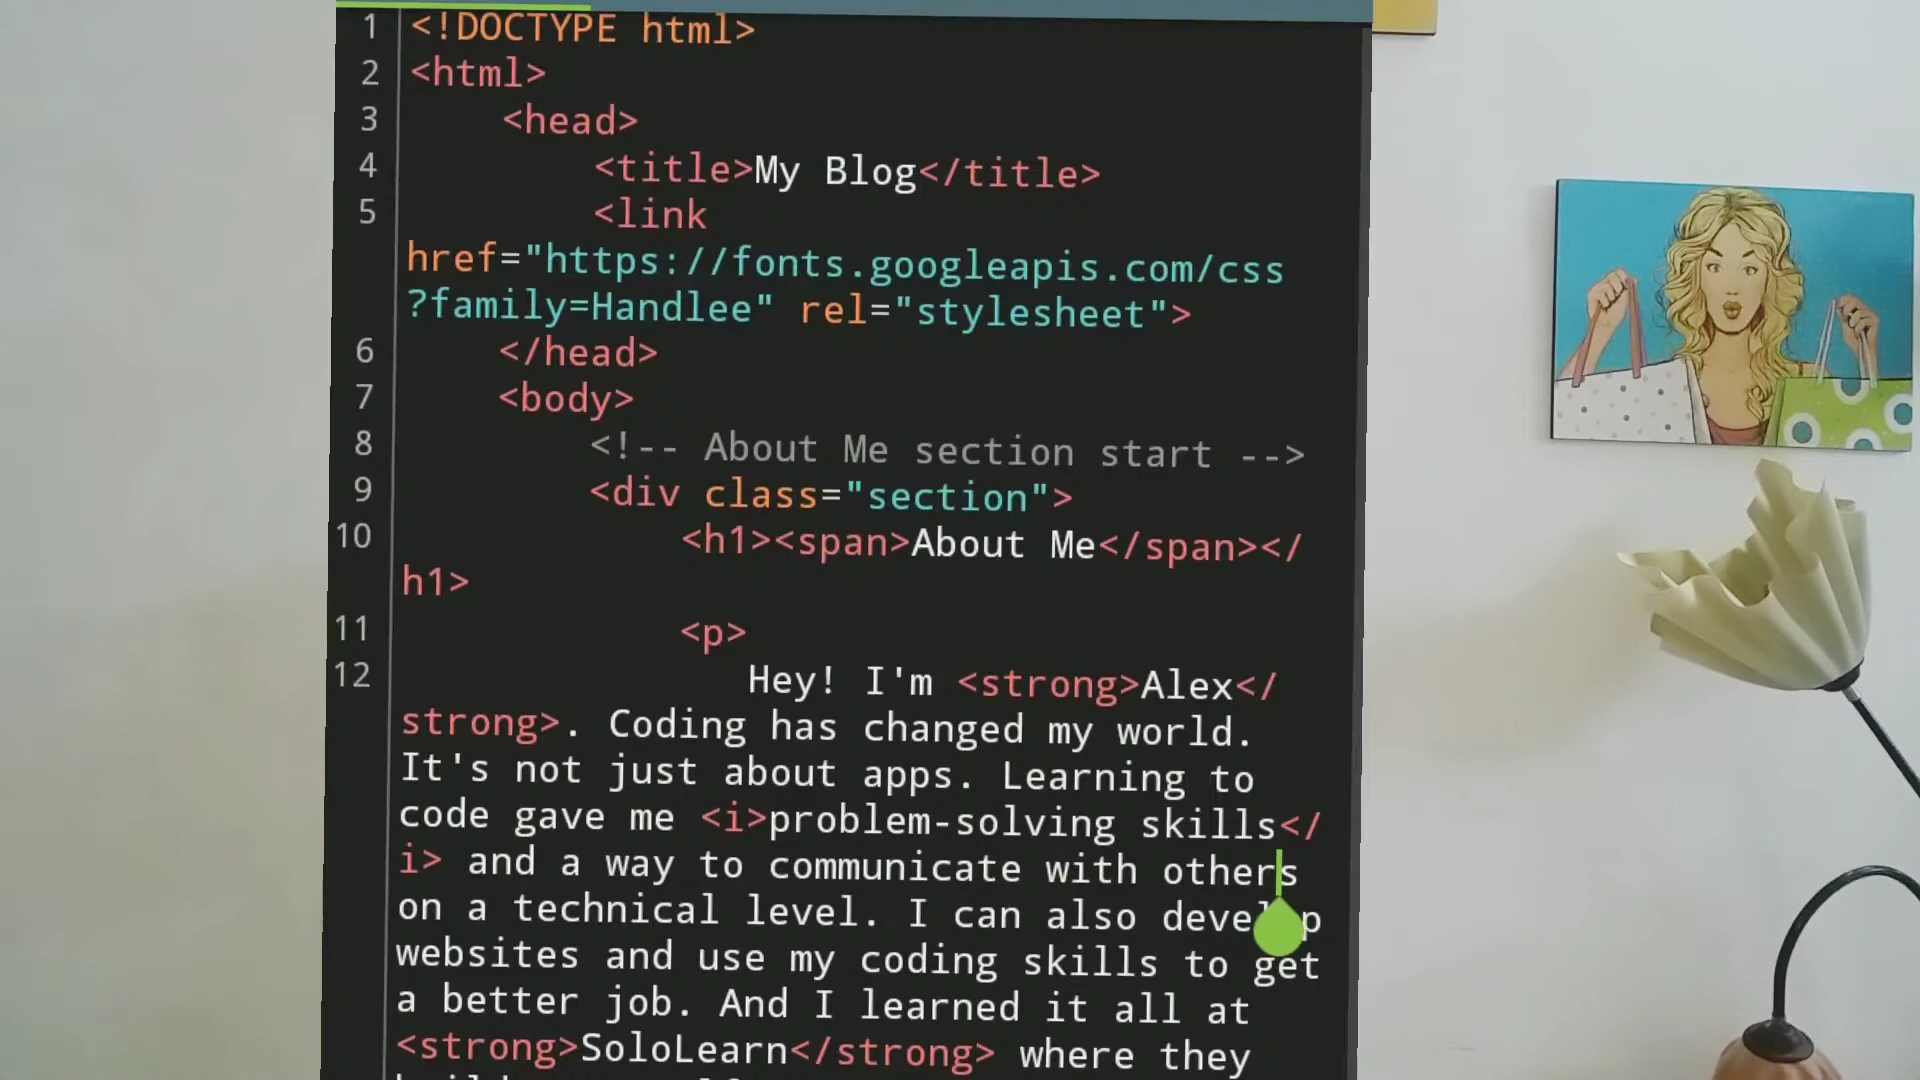 1 <!DOCTYPE html>
2 <html>
3 <head>
4 <title>My Blog</title>
5 <link
href="https://fonts.googleapis.com/css
?family=Handlee" rel="stylesheet">
6 </head>
7 <body>
8 <!-- About Me section start -->
9 <div class="section">
10 <h1><span>About Me</span></
h1>
11 <p>
12 Hey! I'm <strong>Alex</
strong>. Coding has changed my world.
It's not just about apps. Learning to
code gave me <i>problem-solving skills</
i> and a way to communicate with others
on a technical level. I can also develop
websites and use my coding skills to get
a better job. And I learned it all at
<strong>SoloLearn</strong> where they